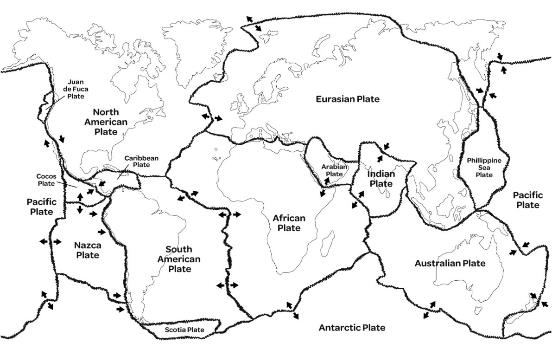 Juan
de Fuca
Plate
North
American
Plate
Eurasian Plate
Caribbean
Plate
Cocos
Plate
Arabian
Plate
Indian
Plate
Phillippine
Sea
Plate
Pacific
Plate
Pacific
Plate
Nazca
Plate
South
American
Plate
African
Plate
Australian Plate
Scotia Plate
Antarctic Plate